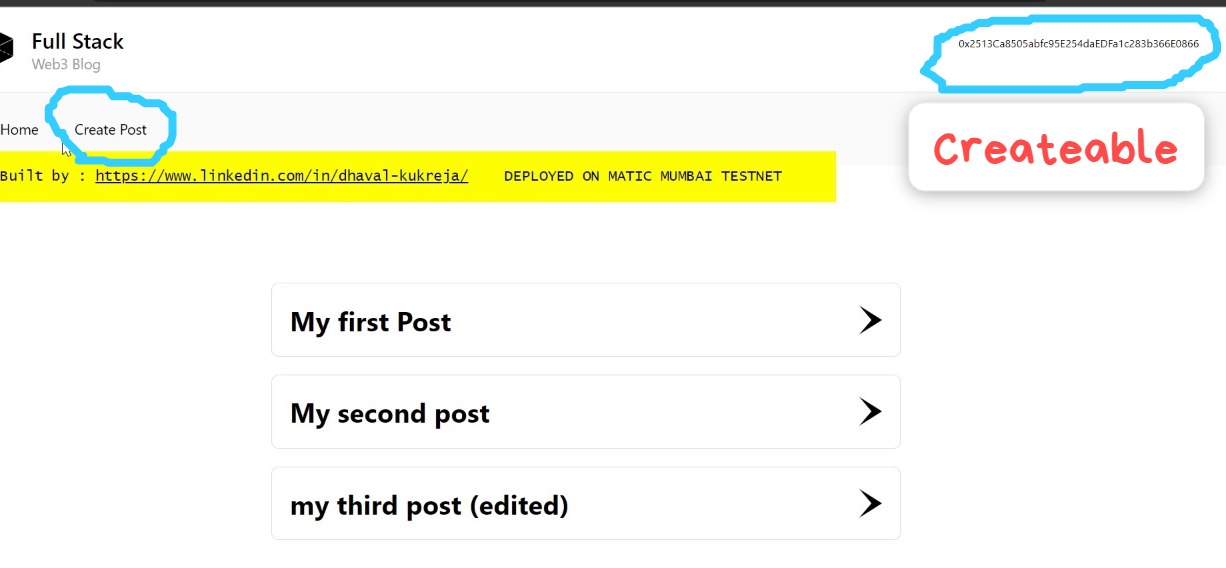 Full Stack
Web3 Blog
0x2513Ca8505abfc95E254daEDFa1c283b366E0866
Home Create Post
Createable
Built by : https://www.linkedin.com/in/dhaval-kukreja/ DEPLOYED ON MATIC MUMBAI TESTNET
My first Post
My second post
my third post (edited)